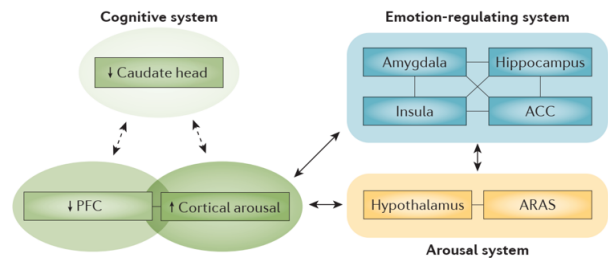 Cognitive system
↓ Caudate head
↓ PFC
↑ Cortical arousal
Emotion-regulating system
Amygdala
Hippocampus
Insula
ACC
Hypothalamus
ARAS
Arousal system